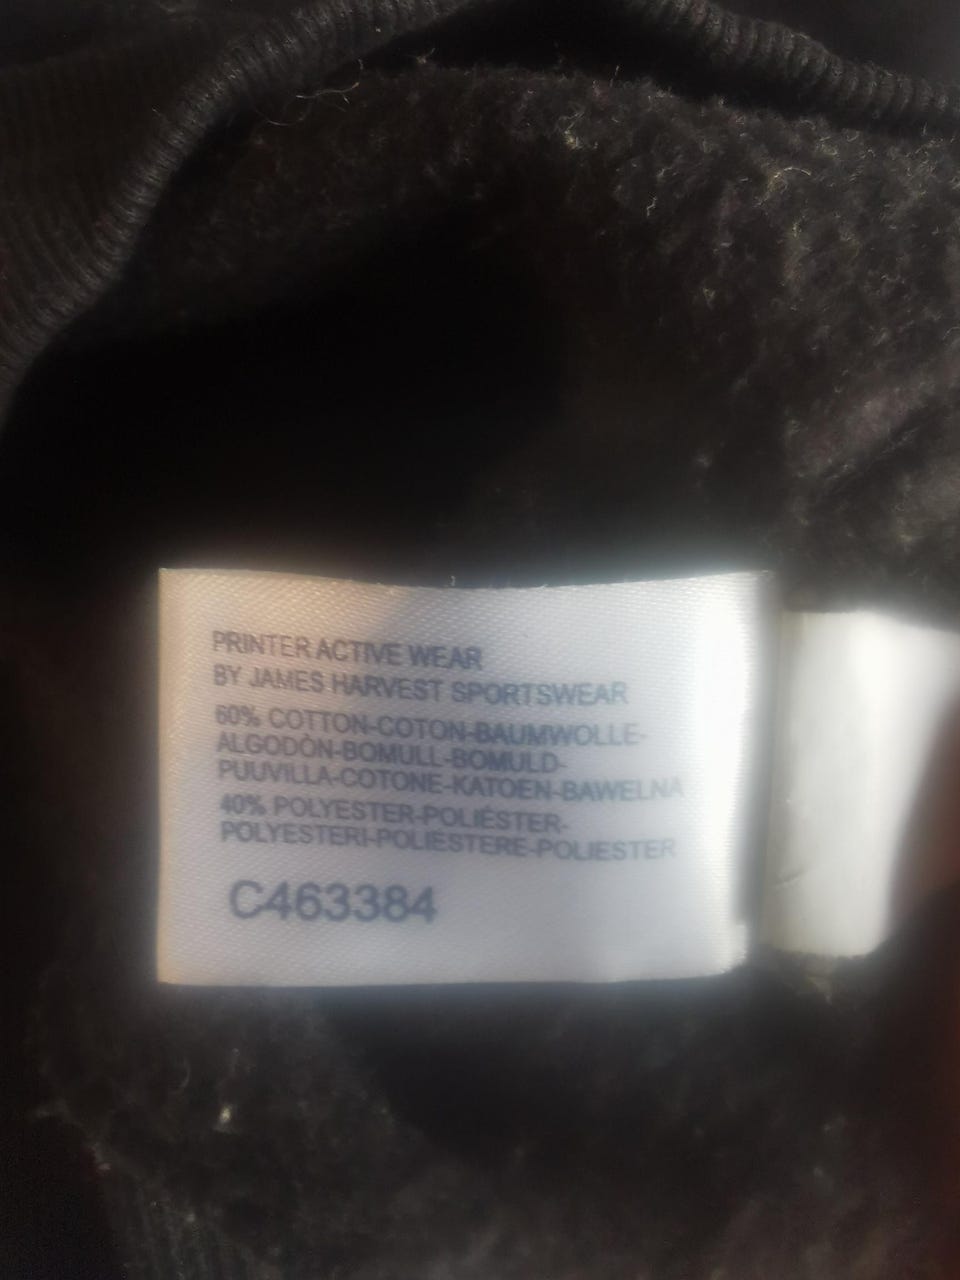 PRINTER ACTIVE WEAR
BY JAMES HARVEST SPORTSWEAR
60% COTTON-COTON-BAUMWOLLE-
ALGODÒN-BOMULL-BOMULD-
PUUVILLA-COTONE-KATOEN-BAWELNA
40% POLYESTER-POLIÉSTER-
POLYESTERI-POLIESTERE-POLIESTER
C463384